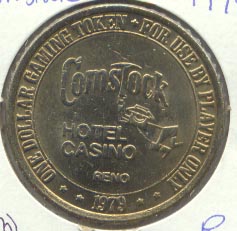 ONE DOLLAR GAMING TOKEN • FOR USE BY PLAYER ONLY
Comstock
HOTEL
CASINO
RENO
* * 1979 * *